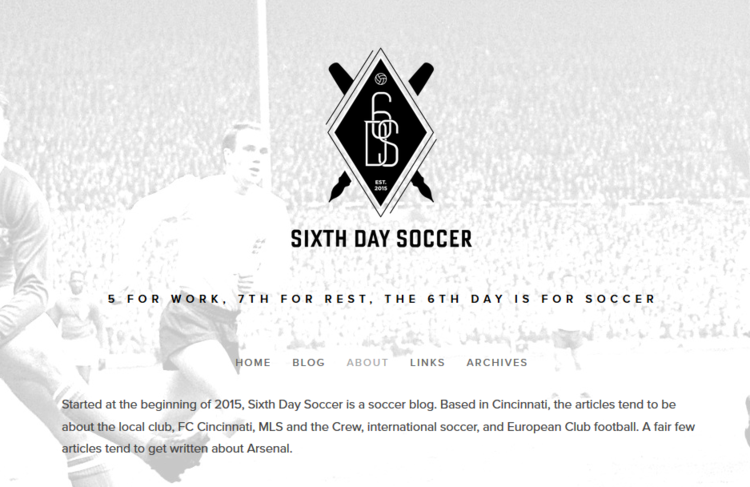 6
DS
EST.
2015
SIXTH DAY SOCCER
5 FOR WORK, 7TH FOR REST, THE 6TH DAY IS FOR SOCCER
HOME BLOG ABOUT LINKS ARCHIVES
Started at the beginning of 2015, Sixth Day Soccer is a soccer blog. Based in Cincinnati, the articles tend to be
about the local club, FC Cincinnati, MLS and the Crew, international soccer, and European Club football. A fair few
articles tend to get written about Arsenal.